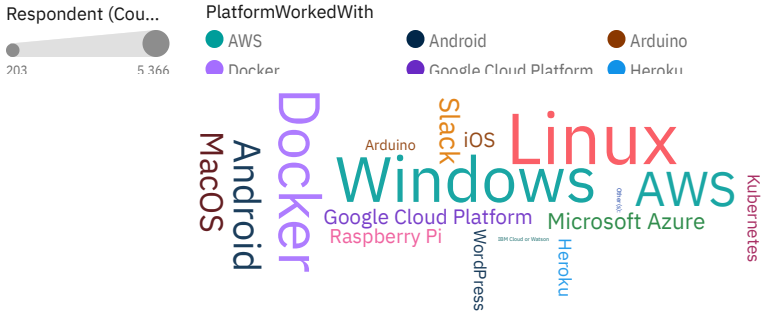 Respondent (Cou...
PlatformWorkedWith
AWS
Android
Arduino
203
5,366
Docker
Google Cloud Platform
Heroku
MacOS
Android
Docker
Arduino
Slack
iOS
Linux
Windows
Other(s):
AWS
Kubernetes
Google Cloud Platform
Microsoft Azure
Raspberry Pi
WordPress
IBM Cloud or Watson
Heroku